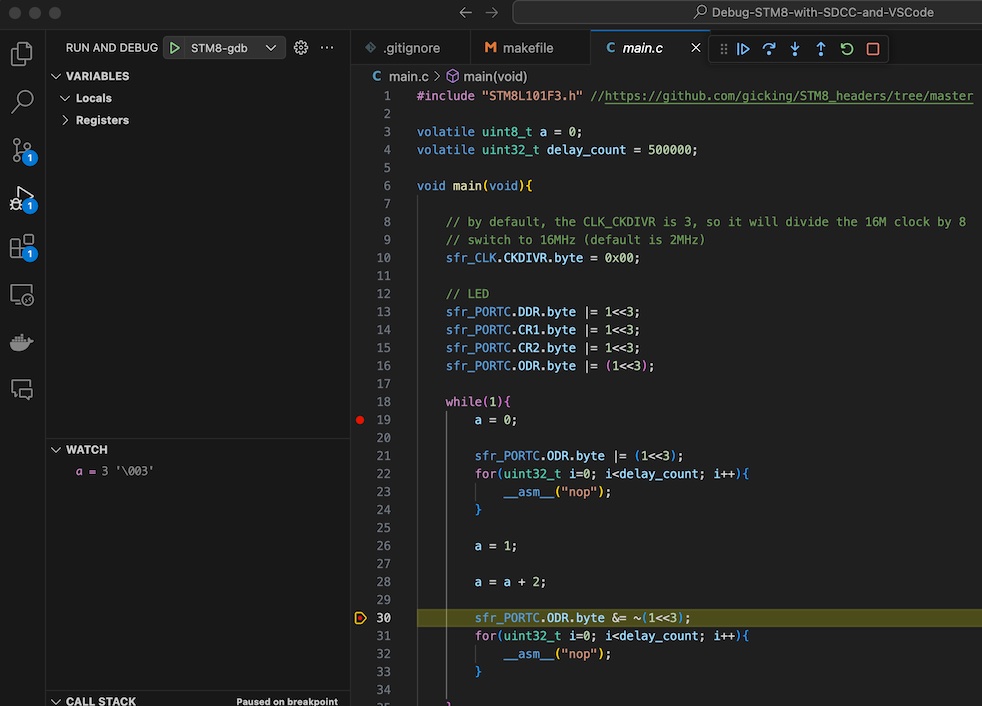 Debug-STM8-with-SDCC-and-VSCode
RUN AND DEBUG STM8-gdb ...
.gitignore
M makefile
C main.c
VARIABLES
Locals
Registers
1
1
1
WATCH
a = 3 '\003'
CALL STACK Paused on breakpoint
C main.c > main(void)
1 #include "STM8L101F3.h" //https://github.com/gicking/STM8_headers/tree/master
2
3 volatile uint8_t a = 0;
4 volatile uint32_t delay_count = 500000;
5
6 void main(void){
7
8 // by default, the CLK_CKDIVR is 3, so it will divide the 16M clock by 8
9 // switch to 16MHz (default is 2MHz)
10 sfr_CLK.CKDIVR.byte = 0x00;
11
12 // LED
13 sfr_PORTC.DDR.byte |= 1<<3;
14 sfr_PORTC.CR1.byte |= 1<<3;
15 sfr_PORTC.CR2.byte |= 1<<3;
16 sfr_PORTC.ODR.byte |= (1<<3);
17
18 while(1){
19 a = 0;
20
21 sfr_PORTC.ODR.byte |= (1<<3);
22 for(uint32_t i=0; i<delay_count; i++){
23 __asm__("nop");
24 }
25
26 a = 1;
27
28 a = a + 2;
29
30 sfr_PORTC.ODR.byte &= ~(1<<3);
31 for(uint32_t i=0; i<delay_count; i++){
32 __asm__("nop");
33 }
34